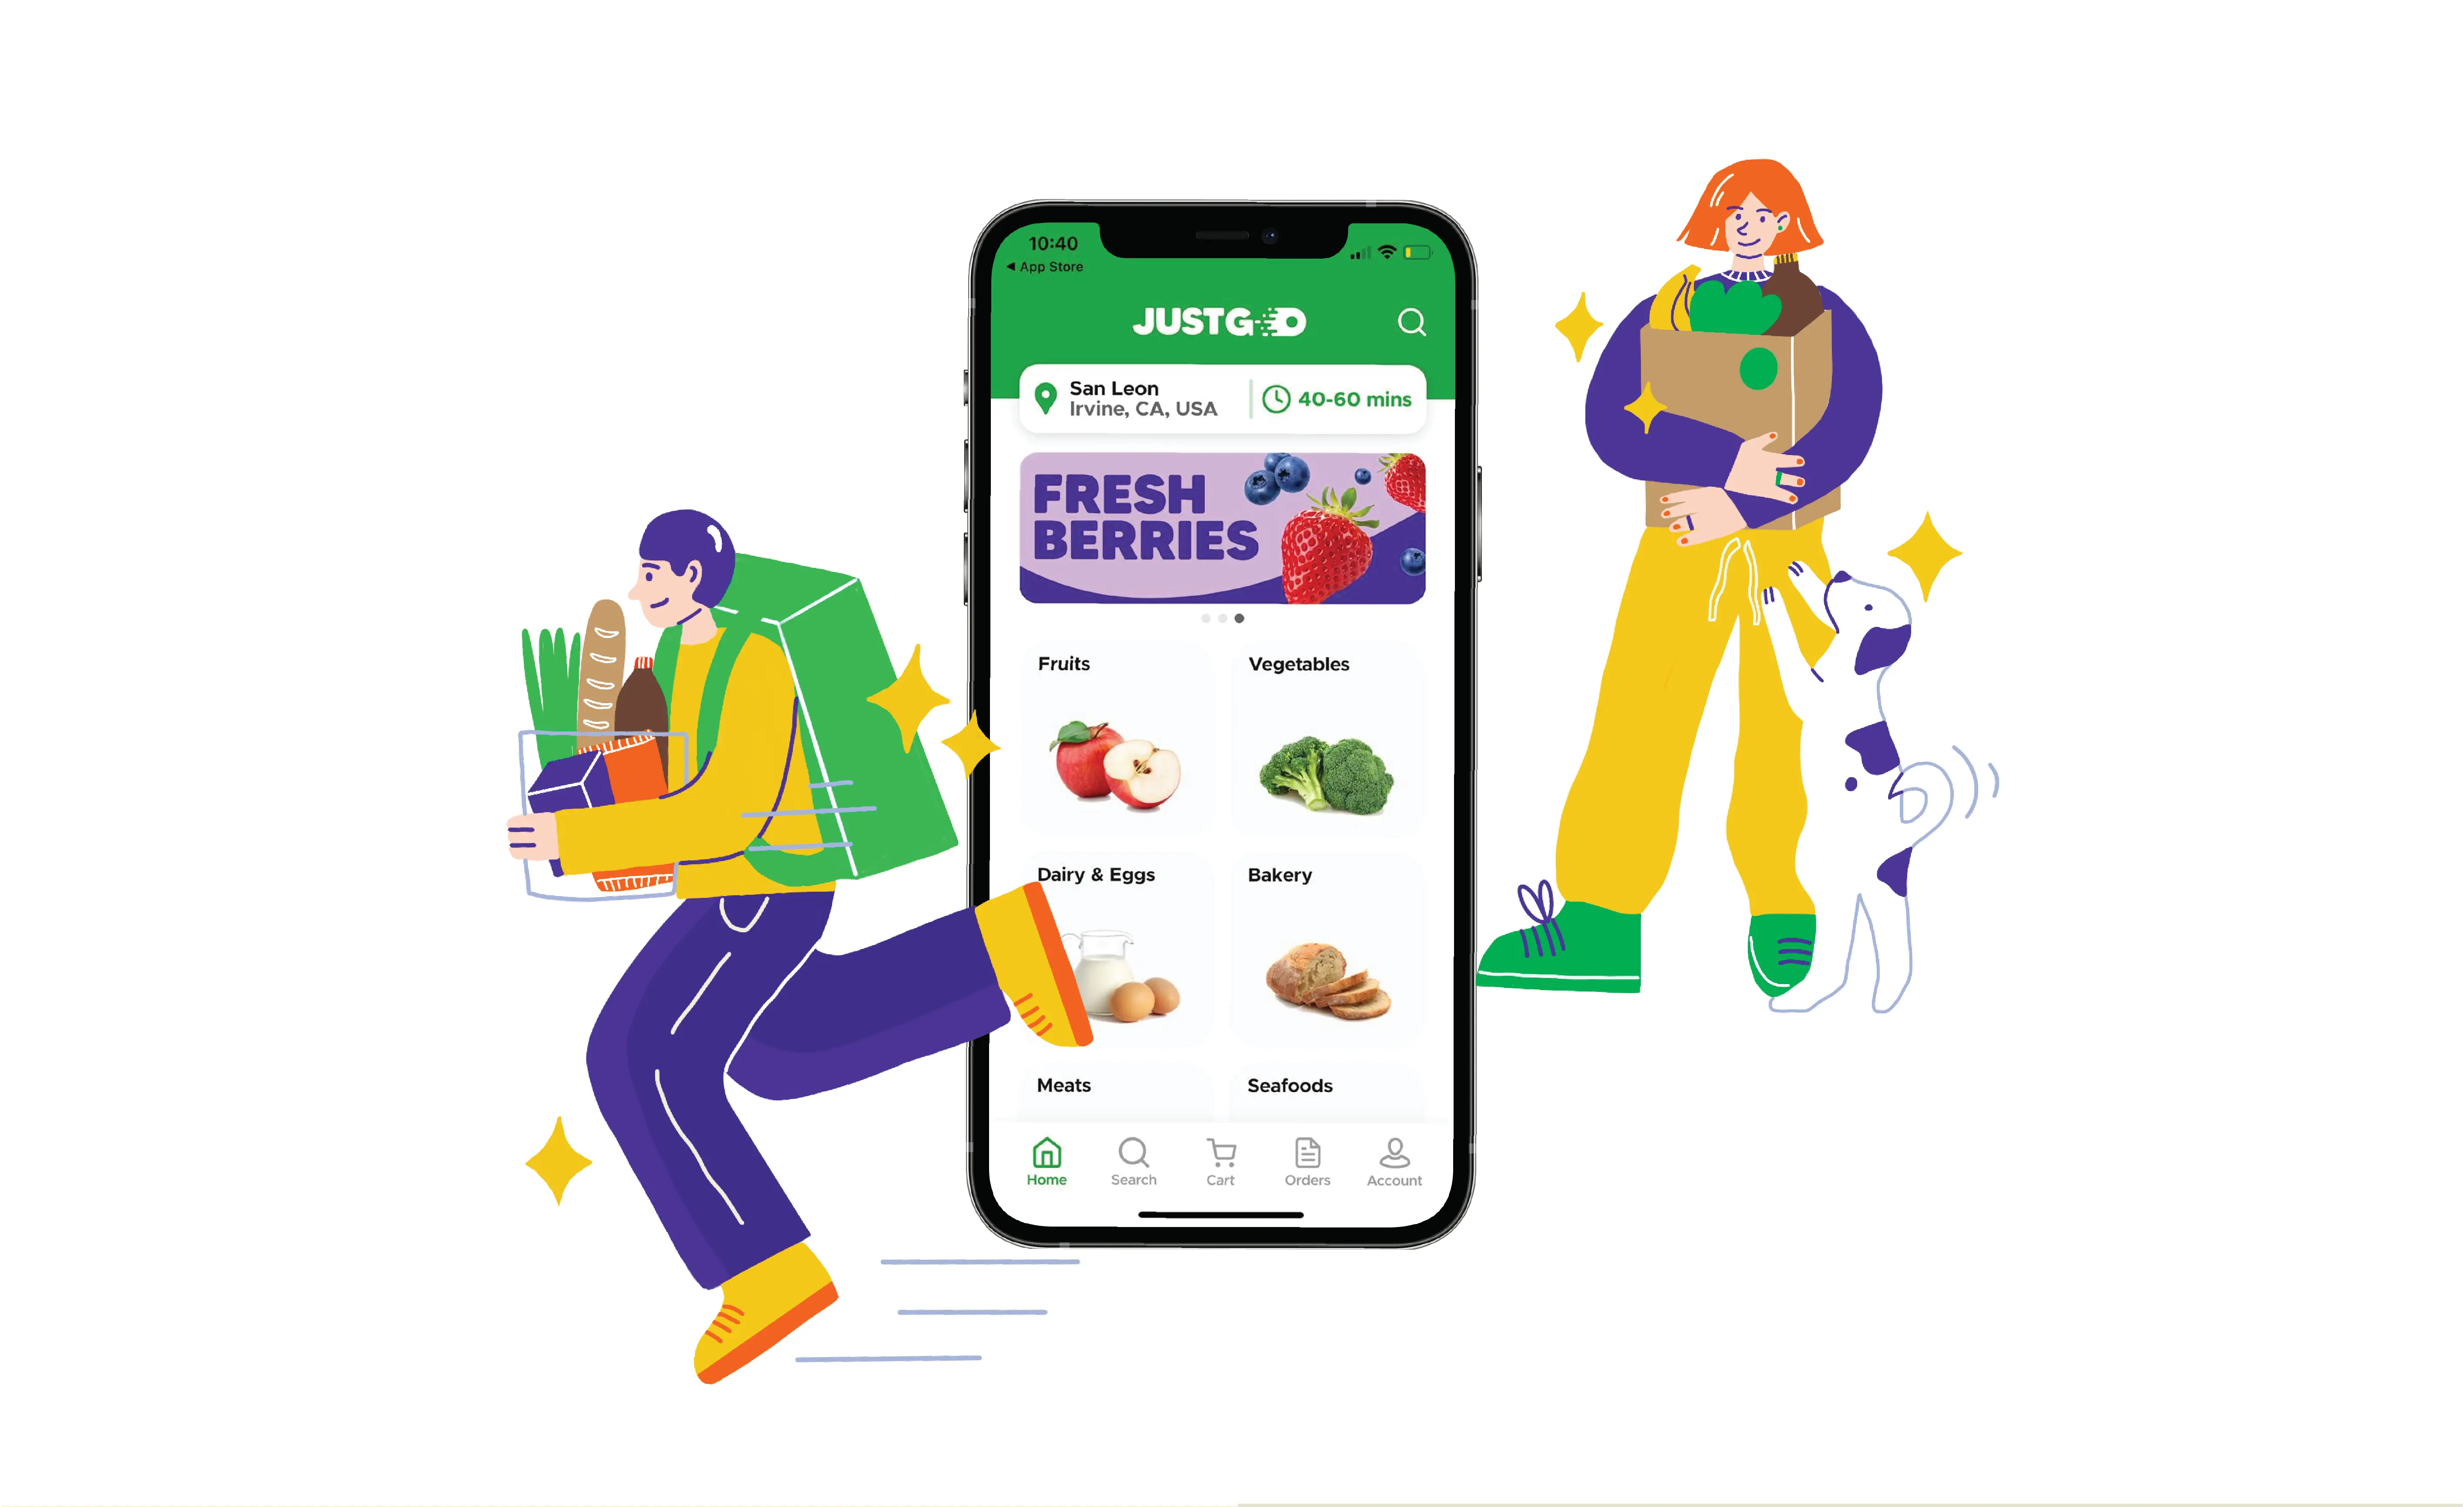 10:40
◀ App Store
JUSTGO
San Leon
Irvine, CA, USA
40-60 mins
FRESH
BERRIES
Fruits
Vegetables
Dairy & Eggs
Bakery
Meats
Seafoods
Home
Search
Cart
Orders
Account